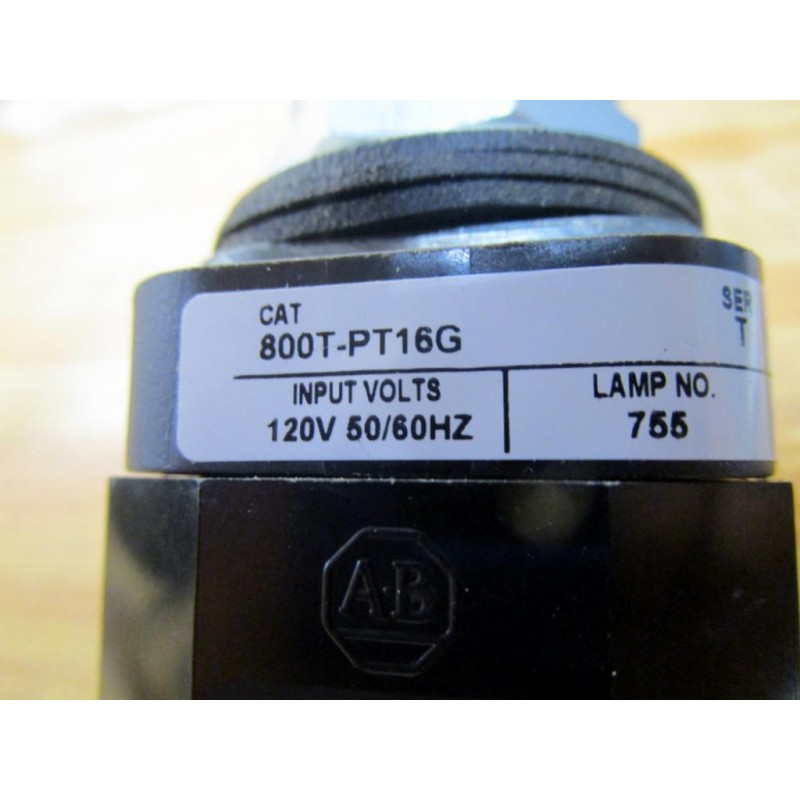 CAT
800T-PT16G
SER
T
INPUT VOLTS
120V 50/60HZ
LAMP NO.
755
A-B